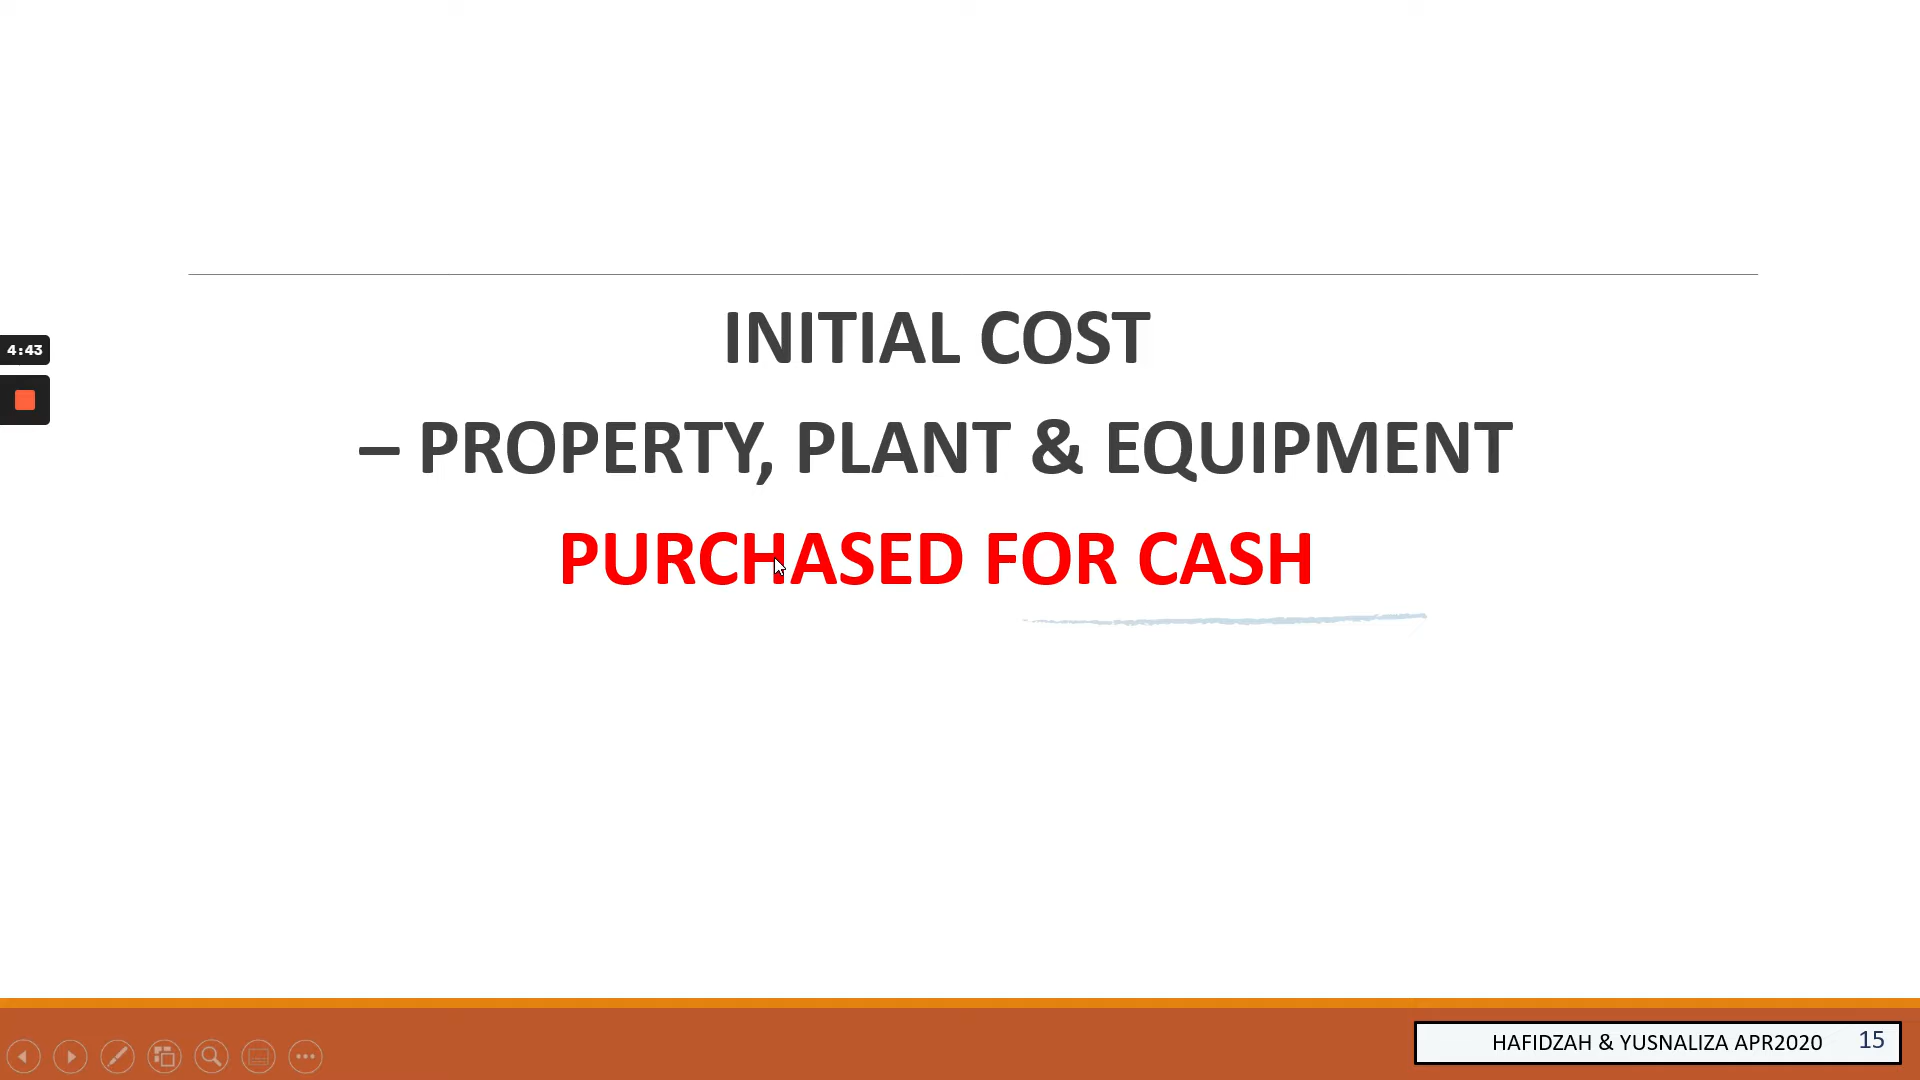 INITIAL COST
– PROPERTY, PLANT & EQUIPMENT
PURCHASED FOR CASH
4:43
HAFIDZAH & YUSNALIZA APR2020 15